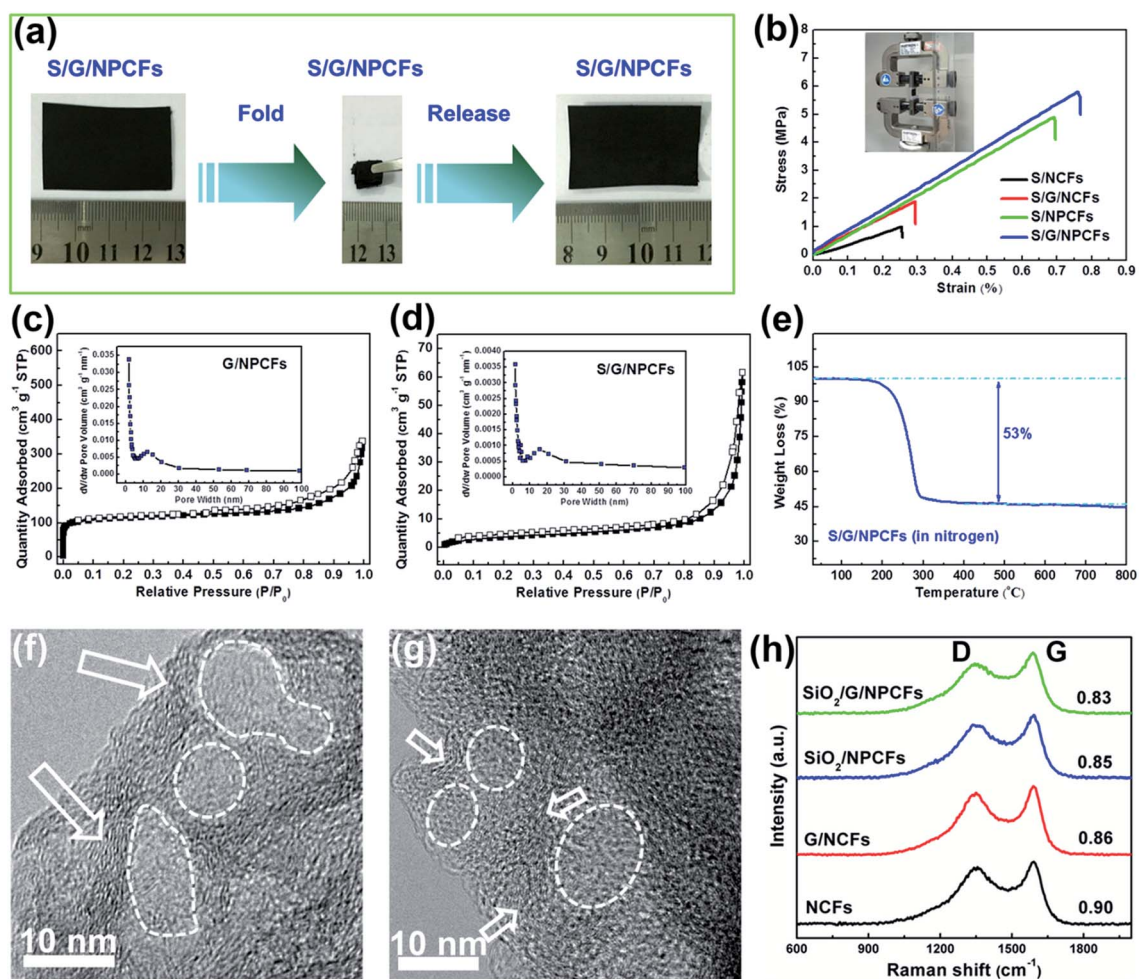 (a)
S/G/NPCFs
S/G/NPCFs
S/G/NPCFs
Fold
Release
9 10 11 12 13
mm
12 13
8 9 10 11 12
mm
(b)
8
7
6
5
4
3
2
1
0
Stress (MPa)
S/NCFs
S/G/NCFs
S/NPCFs
S/G/NPCFs
0.0 0.1 0.2 0.3 0.4 0.5 0.6 0.7 0.8 0.9
Strain (%)
(c)
600
500
400
300
200
100
0
Quantity Adsorbed (cm³ g⁻¹ STP)
G/NPCFs
0.035
0.030
0.025
0.020
0.015
0.010
0.005
0.000
dV/dw Pore Volume (cm³ g⁻¹ nm⁻¹)
0 10 20 30 40 50 60 70 80 90 100
Pore Width (nm)
0.0 0.1 0.2 0.3 0.4 0.5 0.6 0.7 0.8 0.9 1.0
Relative Pressure (P/P₀)
(d)
70
60
50
40
30
20
10
0
Quantity Adsorbed (cm³ g⁻¹ STP)
S/G/NPCFs
0.0040
0.0035
0.0030
0.0025
0.0020
0.0015
0.0010
0.0005
0.0000
dV/dw Pore Volume (cm³ g⁻¹ nm⁻¹)
0 10 20 30 40 50 60 70 80 90 100
Pore Width (nm)
0.0 0.1 0.2 0.3 0.4 0.5 0.6 0.7 0.8 0.9 1.0
Relative Pressure (P/P₀)
(e)
105
90
75
60
45
30
Weight Loss (%)
53%
S/G/NPCFs (in nitrogen)
100 200 300 400 500 600 700 800
Temperature (°C)
(f)
10 nm
(g)
10 nm
(h)
D G
SiO₂/G/NPCFs 0.83
SiO₂/NPCFs 0.85
G/NCFs 0.86
NCFs 0.90
Intensity (a.u.)
600 900 1200 1500 1800
Raman shift (cm⁻¹)